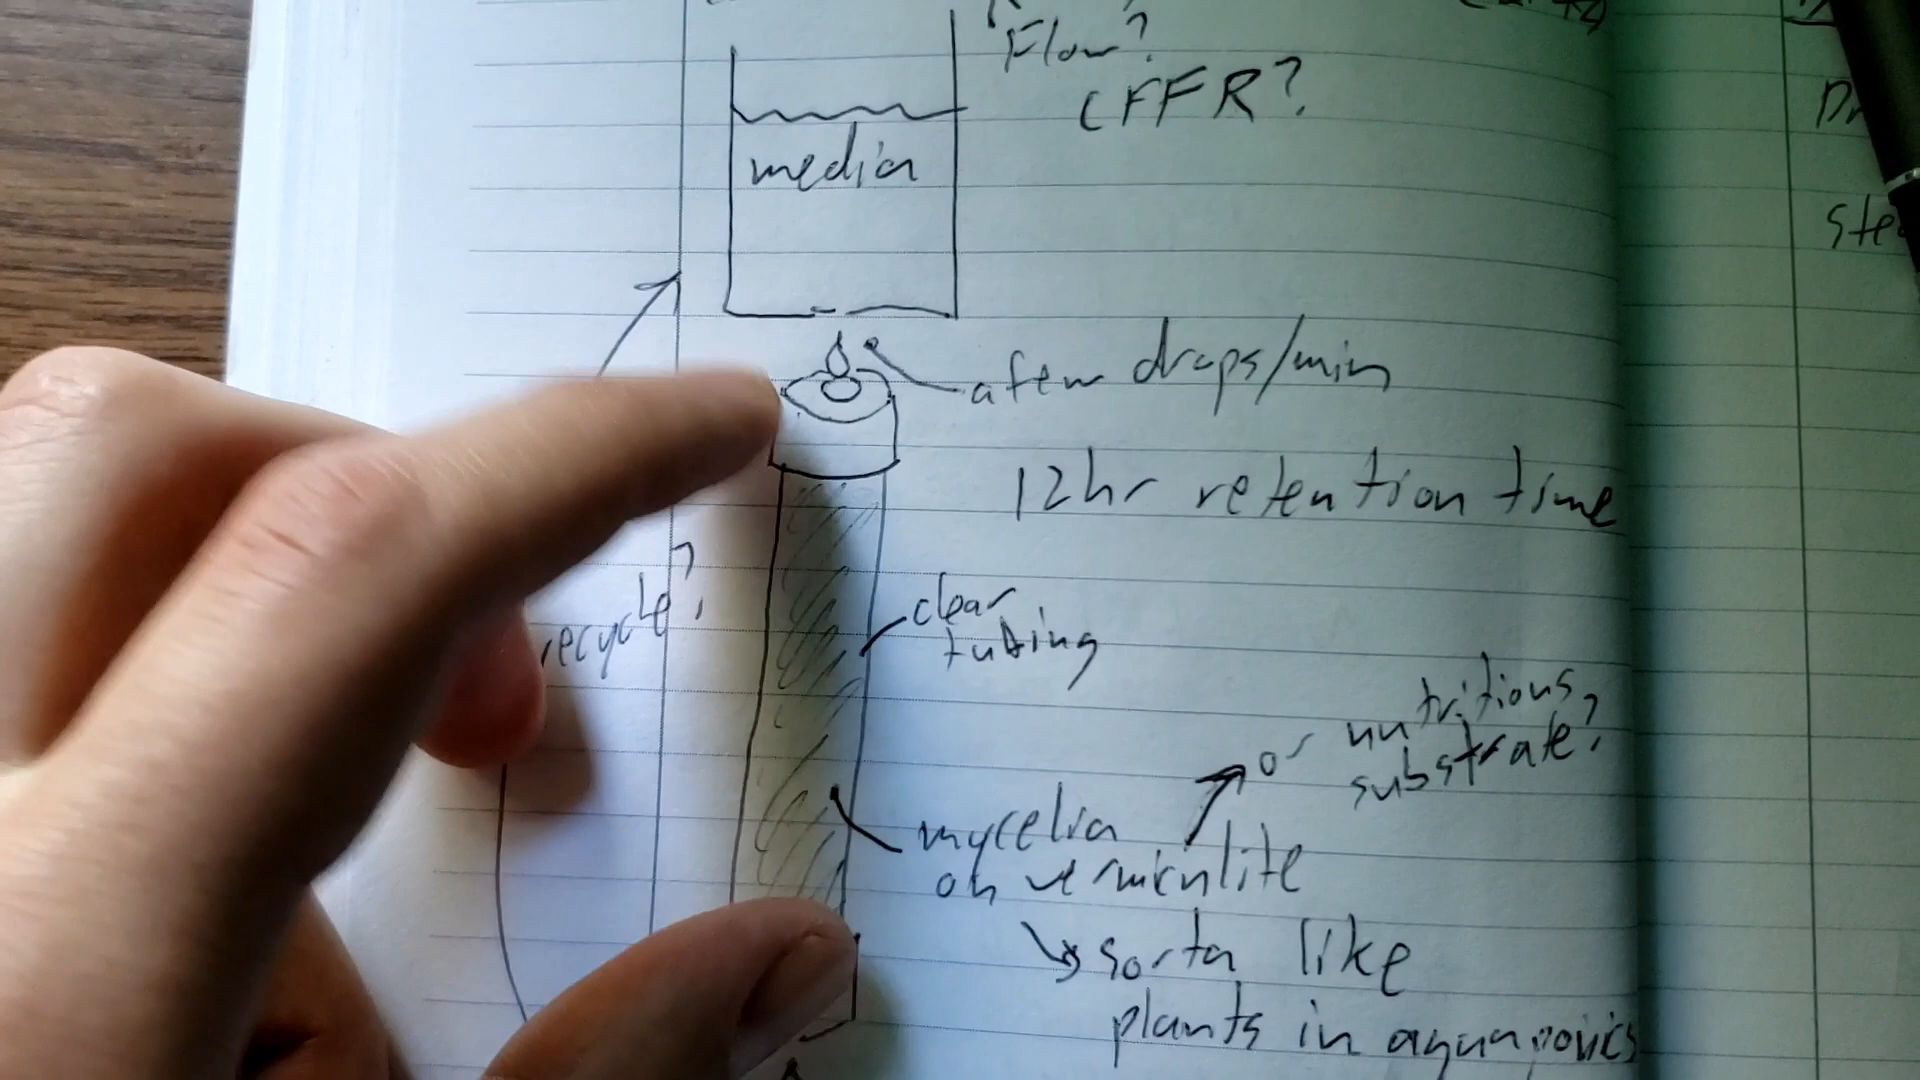 Flow?
CFFR?
media
a few drops/min
12hr retention time
recycle?
clear
tubing
or nutritious
substrate?
mycelia
on vermiculite
↳ sorta like
plants in aquaponics